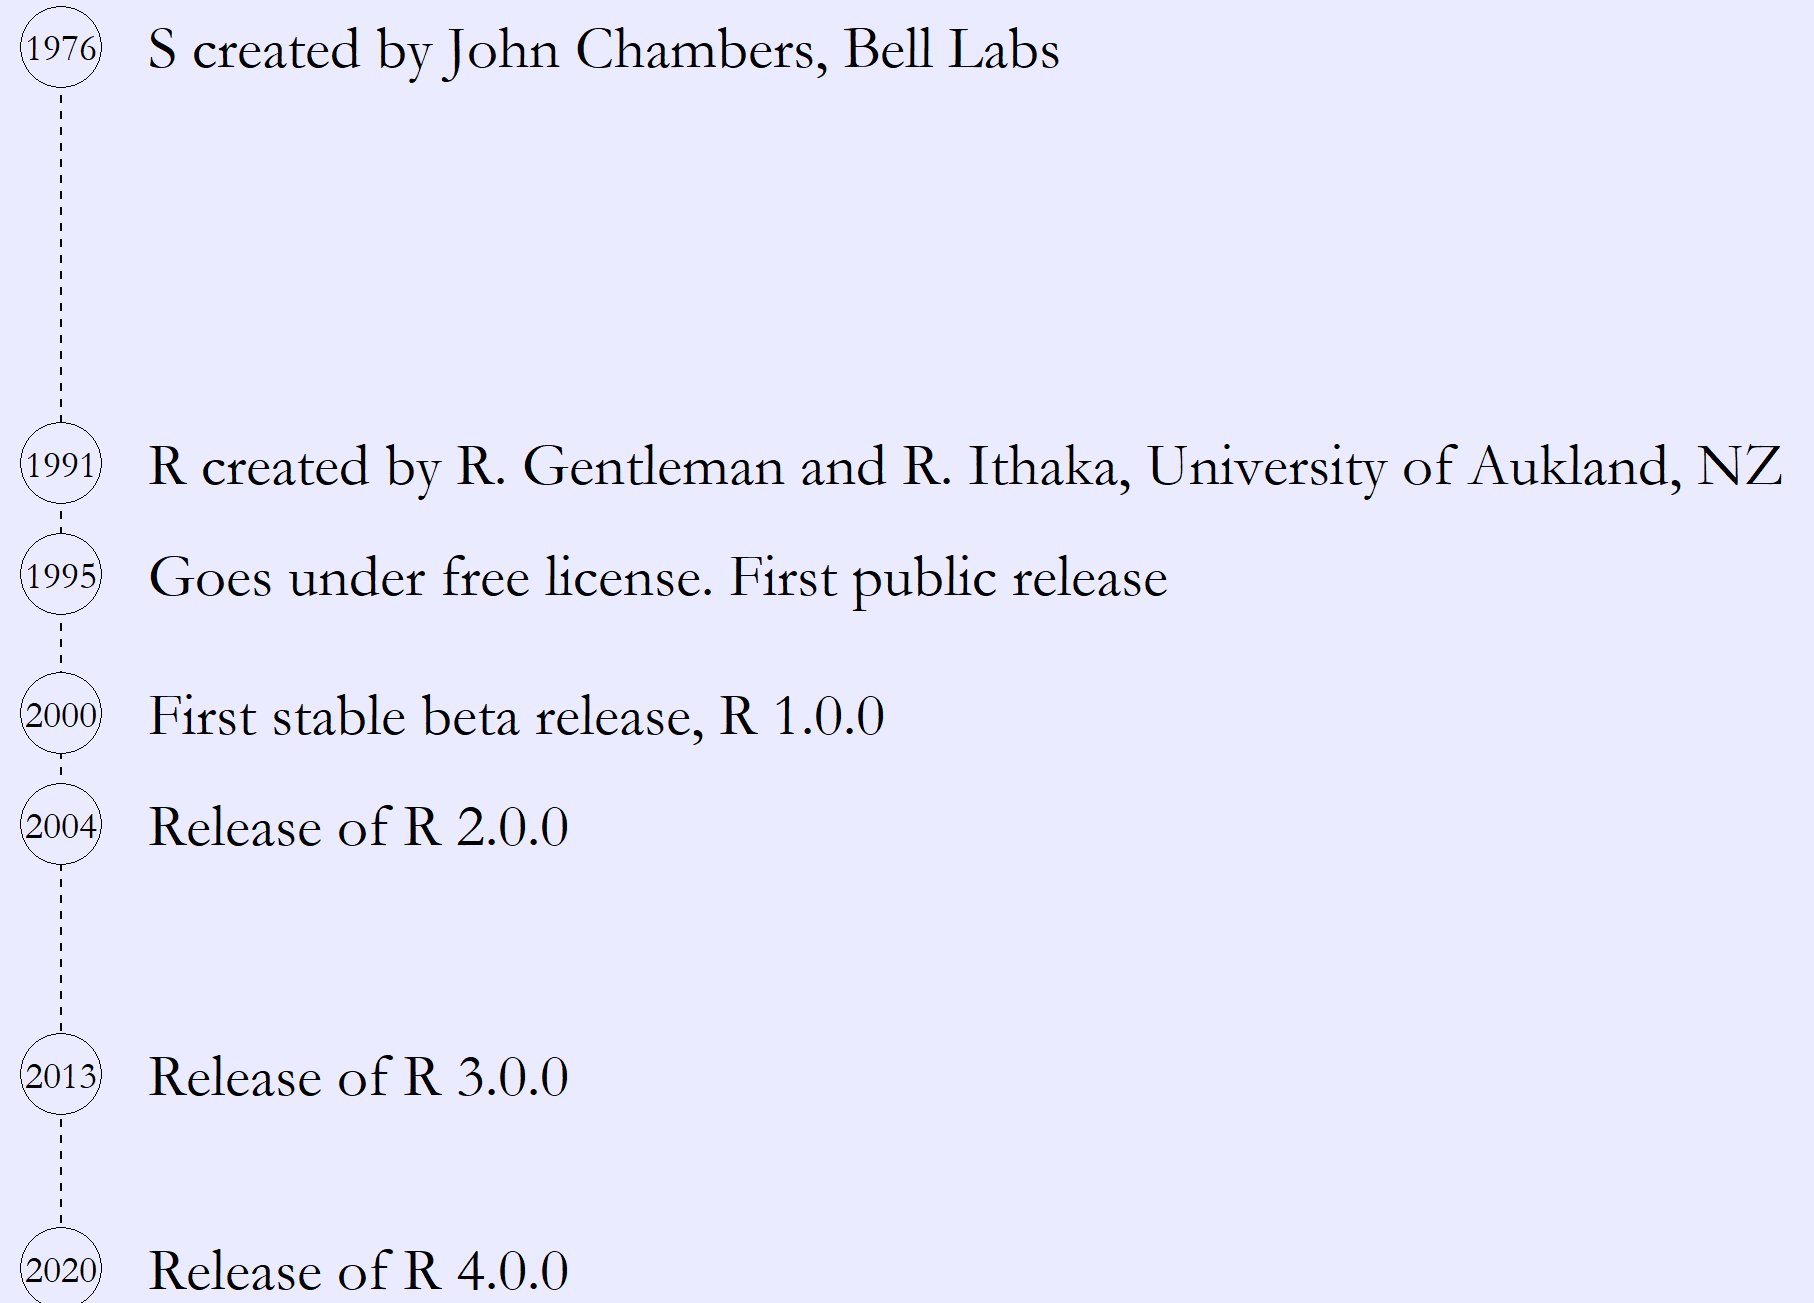 1976 S created by John Chambers, Bell Labs
1991 R created by R. Gentleman and R. Ithaka, University of Aukland, NZ
1995 Goes under free license. First public release
2000 First stable beta release, R 1.0.0
2004 Release of R 2.0.0
2013 Release of R 3.0.0
2020 Release of R 4.0.0